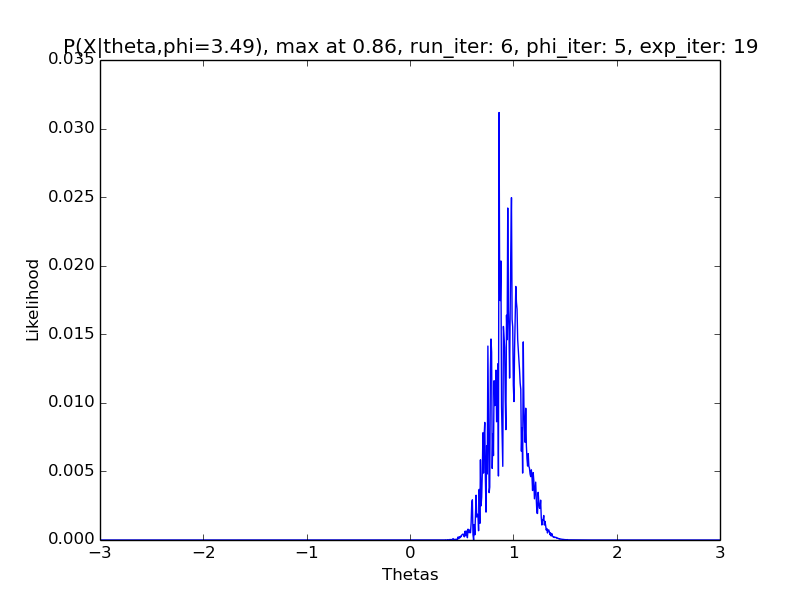 P(X|theta,phi=3.49), max at 0.86, run_iter: 6, phi_iter: 5, exp_iter: 19
0.035
0.030
0.025
0.020
0.015
0.010
0.005
0.000
Likelihood
−3 −2 −1 0 1 2 3
Thetas